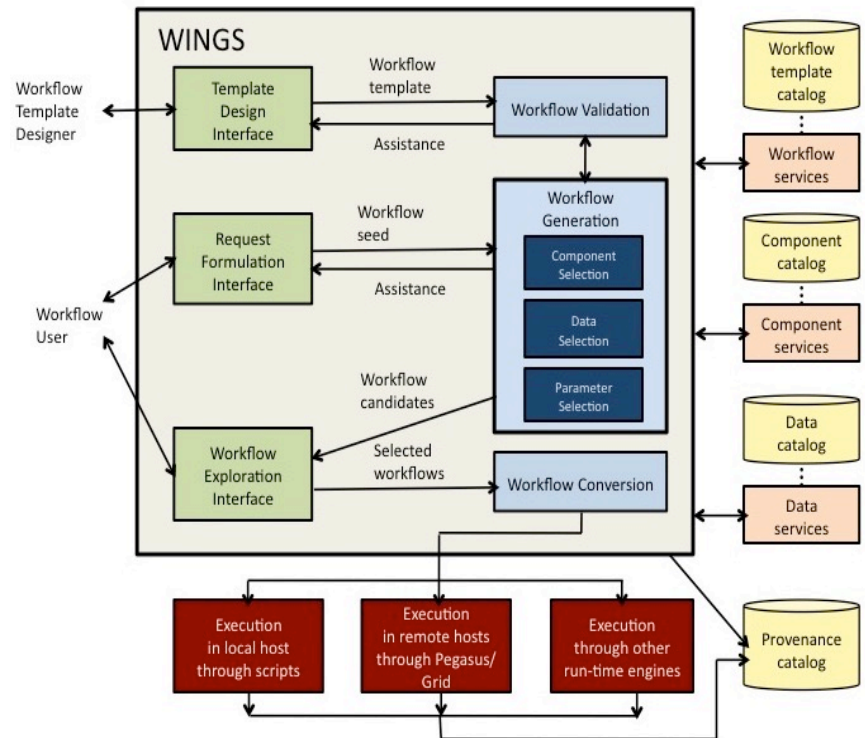 WINGS
Workflow
Template
Designer
Template
Design
Interface
Workflow
template
Assistance
Workflow Validation
Workflow
User
Request
Formulation
Interface
Workflow
seed
Assistance
Workflow
Generation
Component
Selection
Data
Selection
Parameter
Selection
Workflow
candidates
Workflow
Exploration
Interface
Selected
workflows
Workflow Conversion
Workflow
template
catalog
Workflow
services
Component
catalog
Component
services
Data
catalog
Data
services
Execution
in local host
through scripts
Execution
in remote hosts
through Pegasus/
Grid
Execution
through other
run-time engines
Provenance
catalog